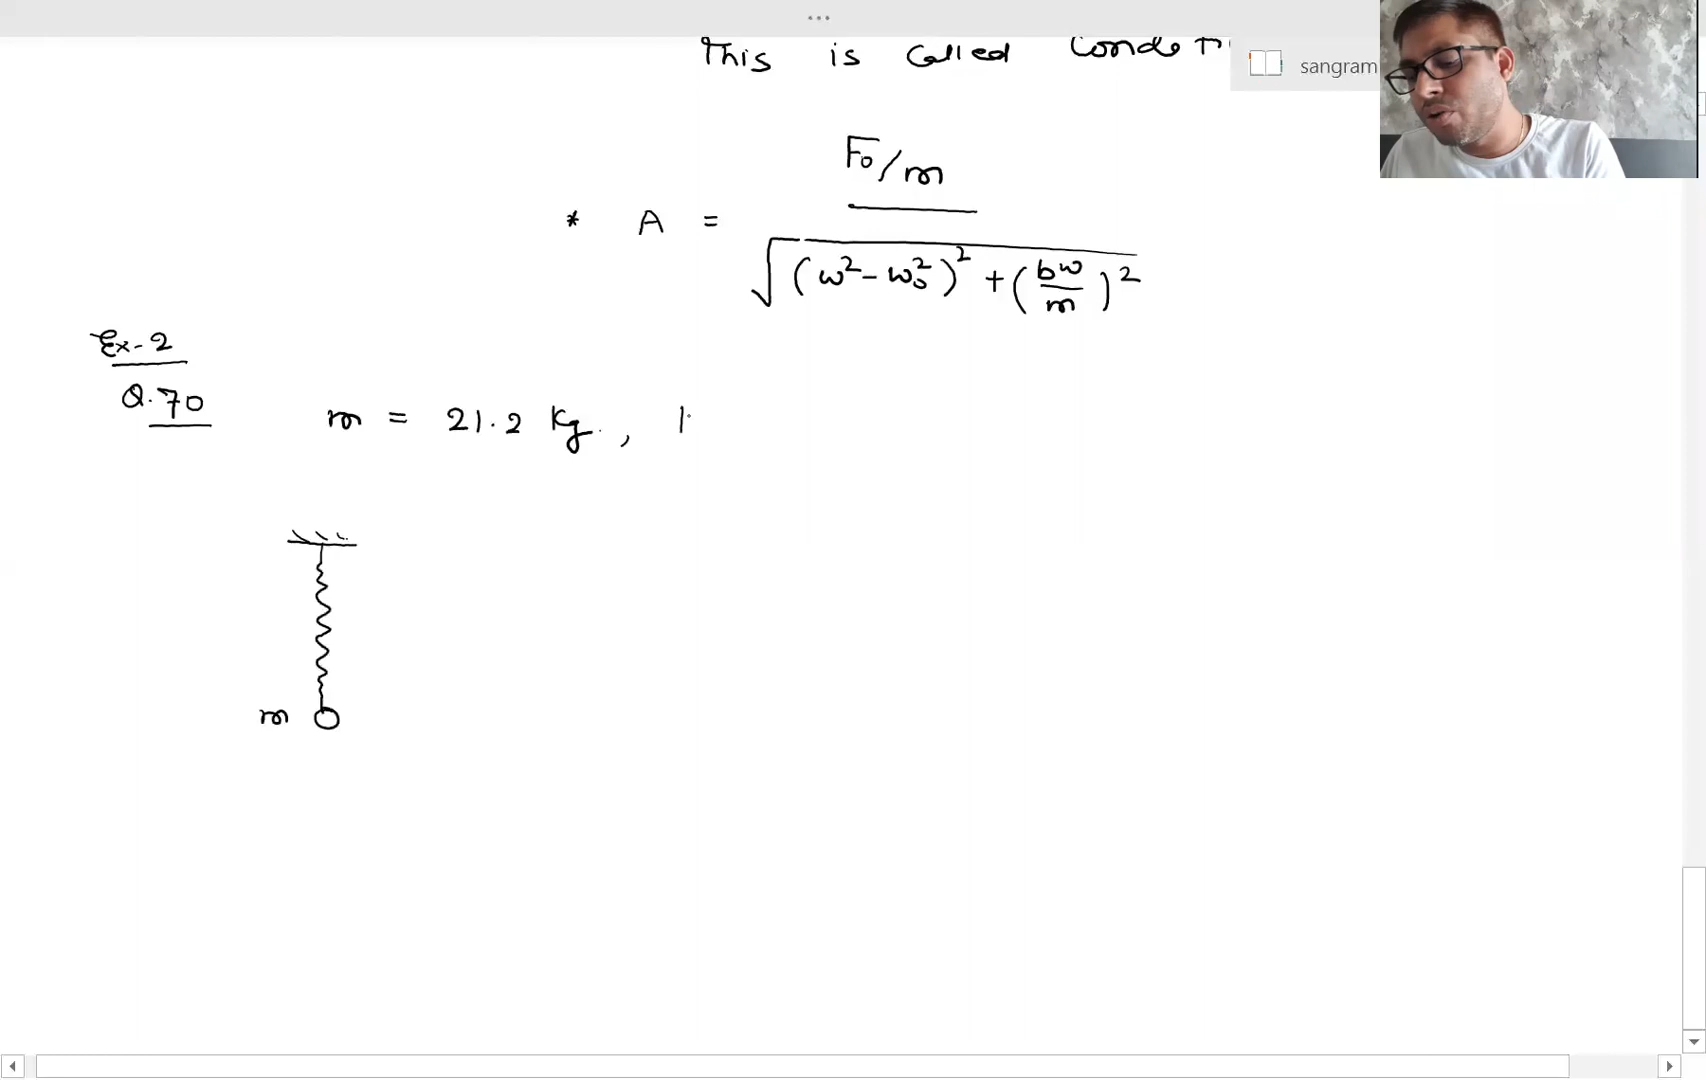 This is called
sangram
* A = F₀/m / √((ω² - ω₀²)² + (bω/m)²)
Ex-2
Q.70
m = 21.2 Kg.,
m